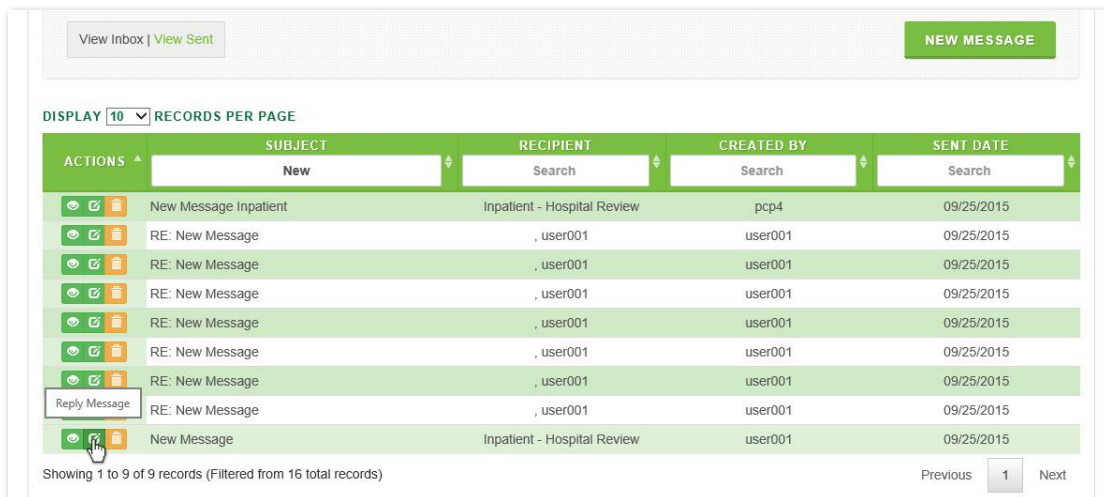 View Inbox | View Sent
NEW MESSAGE
DISPLAY 10 RECORDS PER PAGE
ACTIONS SUBJECT RECIPIENT CREATED BY SENT DATE
New Search Search Search
New Message Inpatient Inpatient - Hospital Review pcp4 09/25/2015
RE: New Message , user001 user001 09/25/2015
RE: New Message , user001 user001 09/25/2015
RE: New Message , user001 user001 09/25/2015
RE: New Message , user001 user001 09/25/2015
RE: New Message , user001 user001 09/25/2015
RE: New Message , user001 user001 09/25/2015
Reply Message
RE: New Message , user001 user001 09/25/2015
New Message Inpatient - Hospital Review user001 09/25/2015
Showing 1 to 9 of 9 records (Filtered from 16 total records)
Previous 1 Next